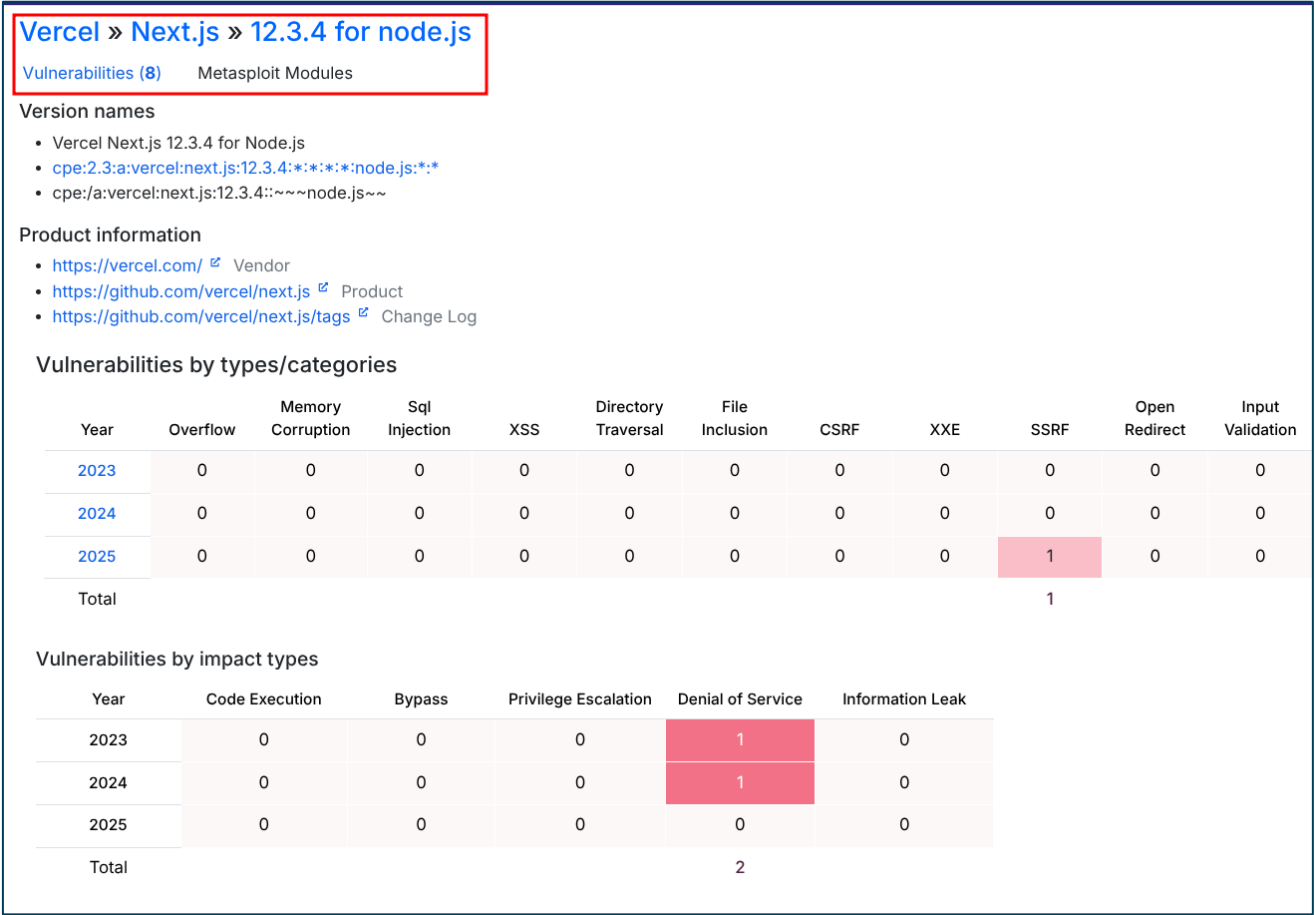 Vercel » Next.js » 12.3.4 for node.js
Vulnerabilities (8) Metasploit Modules
Version names
• Vercel Next.js 12.3.4 for Node.js
• cpe:2.3:a:vercel:next.js:12.3.4:*:*:*:*:node.js:*:*
• cpe:/a:vercel:next.js:12.3.4::~~~node.js~~
Product information
• https://vercel.com/ Vendor
• https://github.com/vercel/next.js Product
• https://github.com/vercel/next.js/tags Change Log
Vulnerabilities by types/categories
Year Overflow Memory Corruption Sql Injection XSS Directory Traversal File Inclusion CSRF XXE SSRF Open Redirect Input Validation
2023 0 0 0 0 0 0 0 0 0 0 0
2024 0 0 0 0 0 0 0 0 0 0 0
2025 0 0 0 0 0 0 0 0 1 0 0
Total 1
Vulnerabilities by impact types
Year Code Execution Bypass Privilege Escalation Denial of Service Information Leak
2023 0 0 0 1 0
2024 0 0 0 1 0
2025 0 0 0 0 0
Total 2